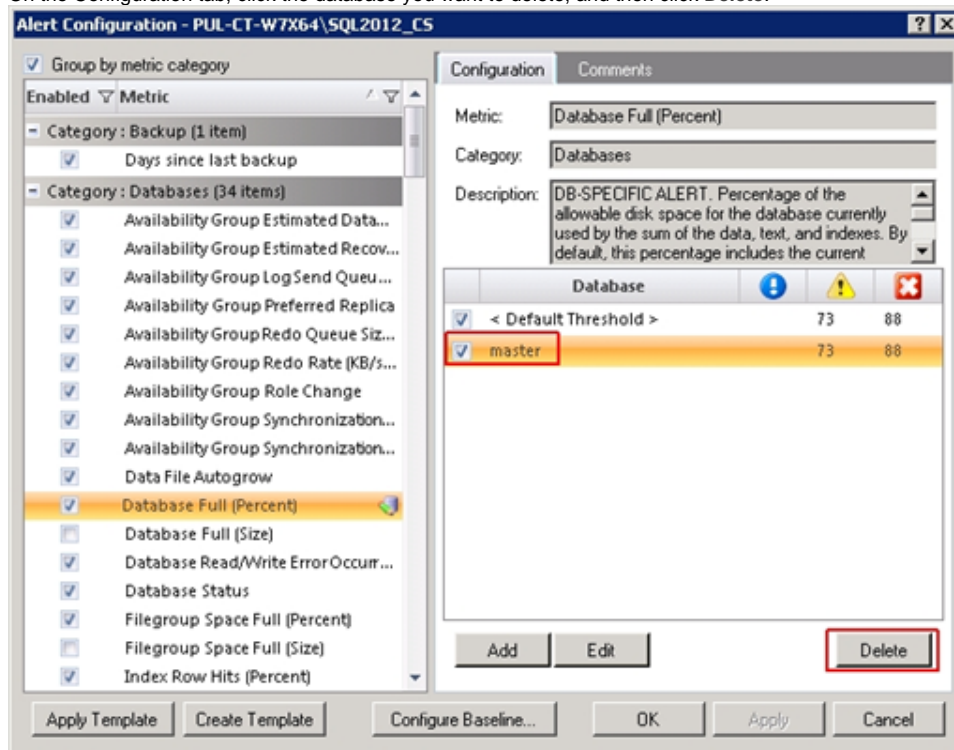 On the Configuration tab, click the database you want to delete, and then click Delete.
Alert Configuration - PUL-CT-W7X64\SQL2012_CS
Group by metric category
Enabled Metric
Category : Backup (1 item)
Days since last backup
Category : Databases (34 items)
Availability Group Estimated Data...
Availability Group Estimated Recov...
Availability Group Log Send Queu...
Availability Group Preferred Replica
Availability Group Redo Queue Siz...
Availability Group Redo Rate (KB/s...
Availability Group Role Change
Availability Group Synchronization...
Availability Group Synchronization...
Data File Autogrow
Database Full (Percent)
Database Full (Size)
Database Read/Write Error Occurr...
Database Status
Filegroup Space Full (Percent)
Filegroup Space Full (Size)
Index Row Hits (Percent)
Configuration Comments
Metric: Database Full (Percent)
Category: Databases
Description: DB-SPECIFIC ALERT. Percentage of the
allowable disk space for the database currently
used by the sum of the data, text, and indexes. By
default, this percentage includes the current
Database
< Default Threshold > 73 88
master 73 88
Add Edit Delete
Apply Template Create Template Configure Baseline... OK Apply Cancel